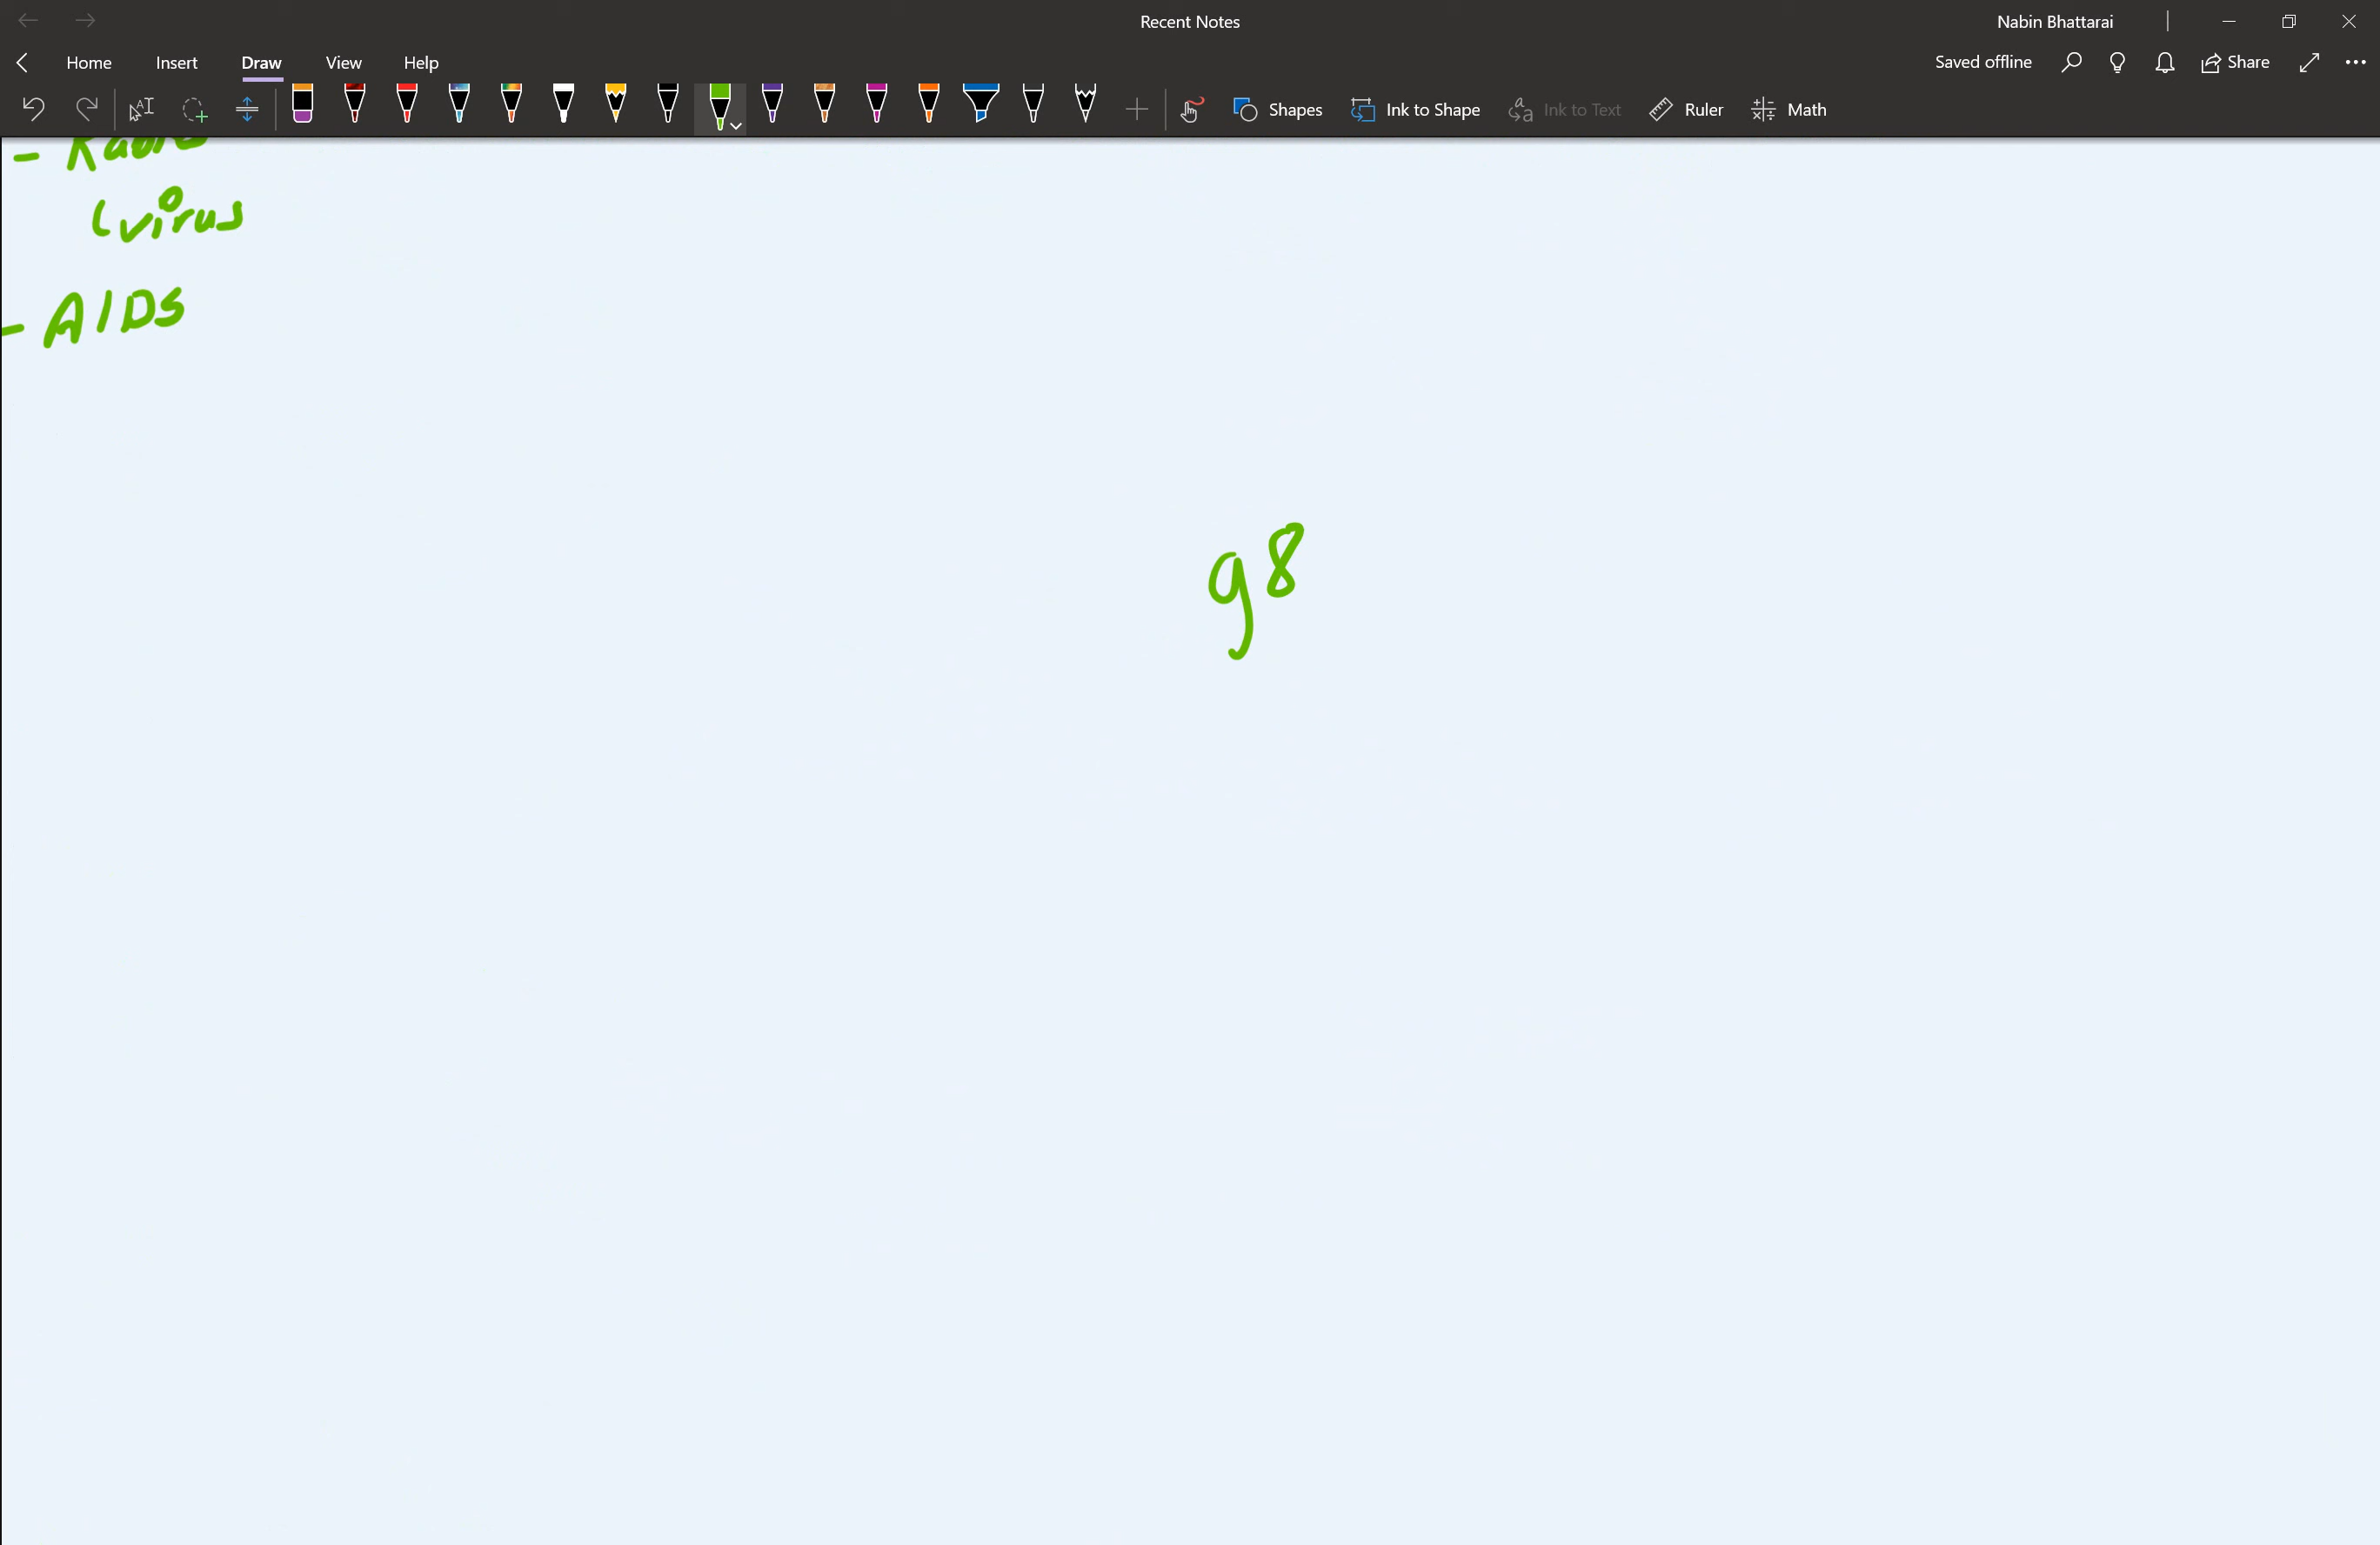 Recent Notes
Nabin Bhattarai
Home Insert Draw View Help
Saved offline Share
Shapes Ink to Shape Ink to Text Ruler Math
virus
- AIDS
98